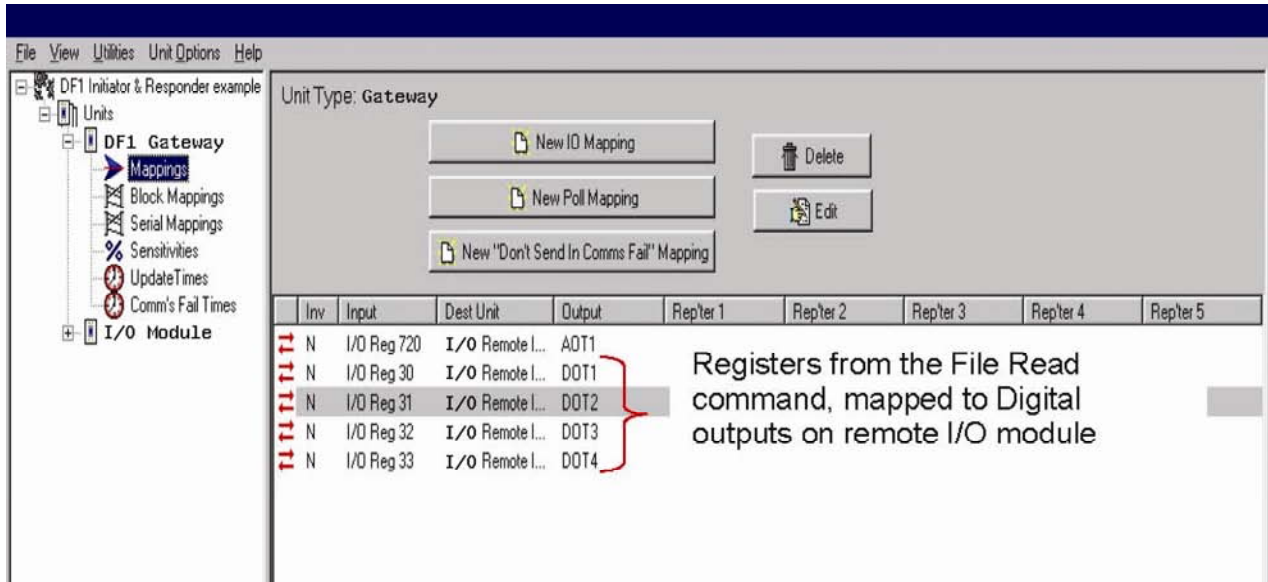 File View Utilities Unit Options Help
DF1 Initiator & Responder example
Units
DF1 Gateway
Mappings
Block Mappings
Serial Mappings
Sensitivities
UpdateTimes
Comm's Fail Times
I/O Module
Unit Type: Gateway
New IO Mapping
New Poll Mapping
New "Don't Send In Comms Fail" Mapping
Delete
Edit
Inv Input Dest Unit Output Rep'ter 1 Rep'ter 2 Rep'ter 3 Rep'ter 4 Rep'ter 5
N I/O Reg 720 I/O Remote I... AOT1
N I/O Reg 30 I/O Remote I... DOT1
N I/O Reg 31 I/O Remote I... DOT2
N I/O Reg 32 I/O Remote I... DOT3
N I/O Reg 33 I/O Remote I... DOT4
Registers from the File Read
command, mapped to Digital
outputs on remote I/O module